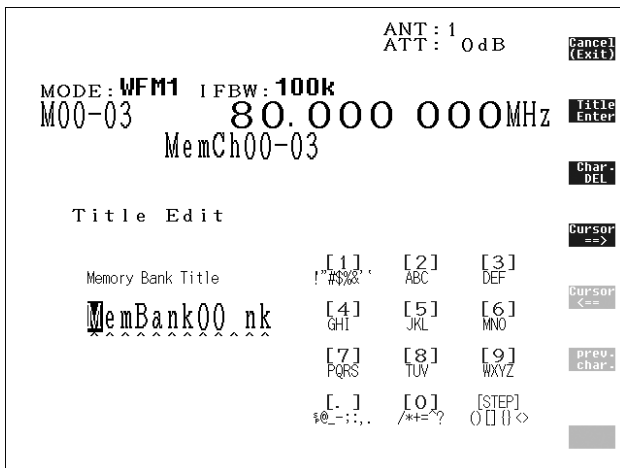 ANT:1
ATT: 0dB
Cancel
(Exit)
MODE:WFM1 IFBW:100k
M00-03 80.000 000MHz
Title
Enter
MemCh00-03
Char.
DEL
Title Edit
Cursor
==>
Memory Bank Title
MemBank00 nk
[1] [2] [3]
!"#$%&'` ABC DEF
Cursor
<==
[4] [5] [6]
GHI JKL MNO
[7] [8] [9]
PQRS TUV WXYZ
prev.
char.
[. ] [0] [STEP]
$@_-;:,. /*+=^? ()[]{}<>